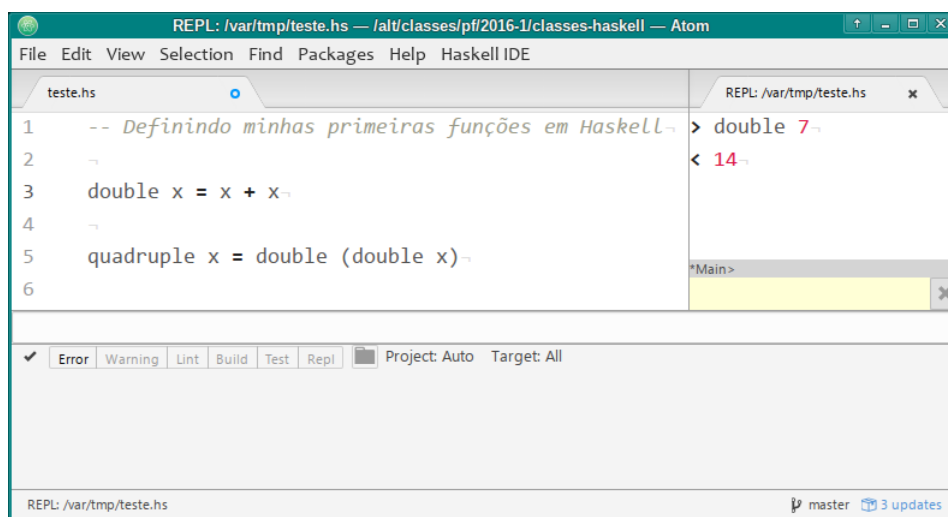 REPL: /var/tmp/teste.hs — /alt/classes/pf/2016-1/classes-haskell — Atom
File Edit View Selection Find Packages Help Haskell IDE
teste.hs
REPL: /var/tmp/teste.hs
1 -- Definindo minhas primeiras funções em Haskell¬
2 ¬
3 double x = x + x¬
4 ¬
5 quadruple x = double (double x)¬
6
> double 7¬
< 14¬
*Main>
Error Warning Lint Build Test Repl Project: Auto Target: All
REPL: /var/tmp/teste.hs
master 3 updates